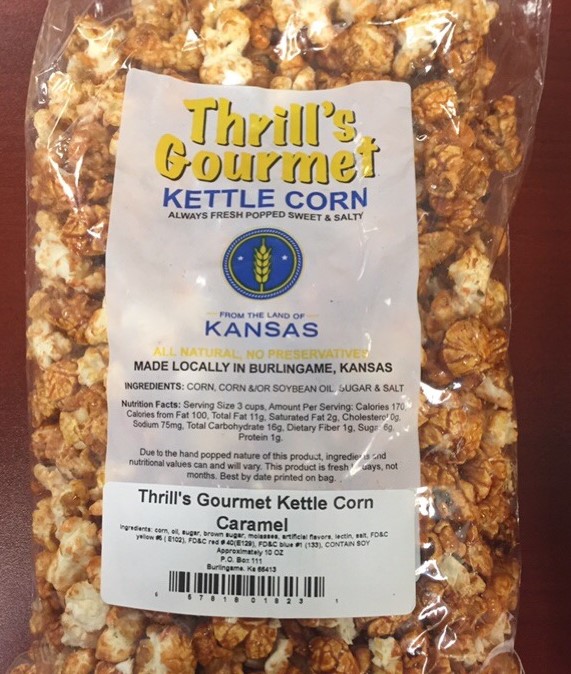 Thrill's
Gourmet
KETTLE CORN
ALWAYS FRESH POPPED SWEET & SALTY
FROM THE LAND OF
KANSAS
ALL NATURAL, NO PRESERVATIVES
MADE LOCALLY IN BURLINGAME, KANSAS
INGREDIENTS: CORN, CORN &/OR SOYBEAN OIL, SUGAR & SALT
Nutrition Facts: Serving Size 3 cups, Amount Per Serving: Calories 170,
Calories from Fat 100, Total Fat 11g, Saturated Fat 2g, Cholesterol 0g,
Sodium 75mg, Total Carbohydrate 16g, Dietary Fiber 1g, Sugar 6g,
Protein 1g.
Due to the hand popped nature of this product, ingredients and
nutritional values can and will vary. This product is fresh days, not
months. Best by date printed on bag.
Thrill's Gourmet Kettle Corn
Caramel
Ingredients: corn, oil, sugar, brown sugar, molasses, artificial flavors, lectin, salt, FD&C
yellow #5 ( E102), FD&C red # 40(E129), FD&C blue #1 (133), CONTAIN SOY
Approximately 10 OZ
P.O. Box 111
Burlingame, Ks 66413
6 57818 01823 1